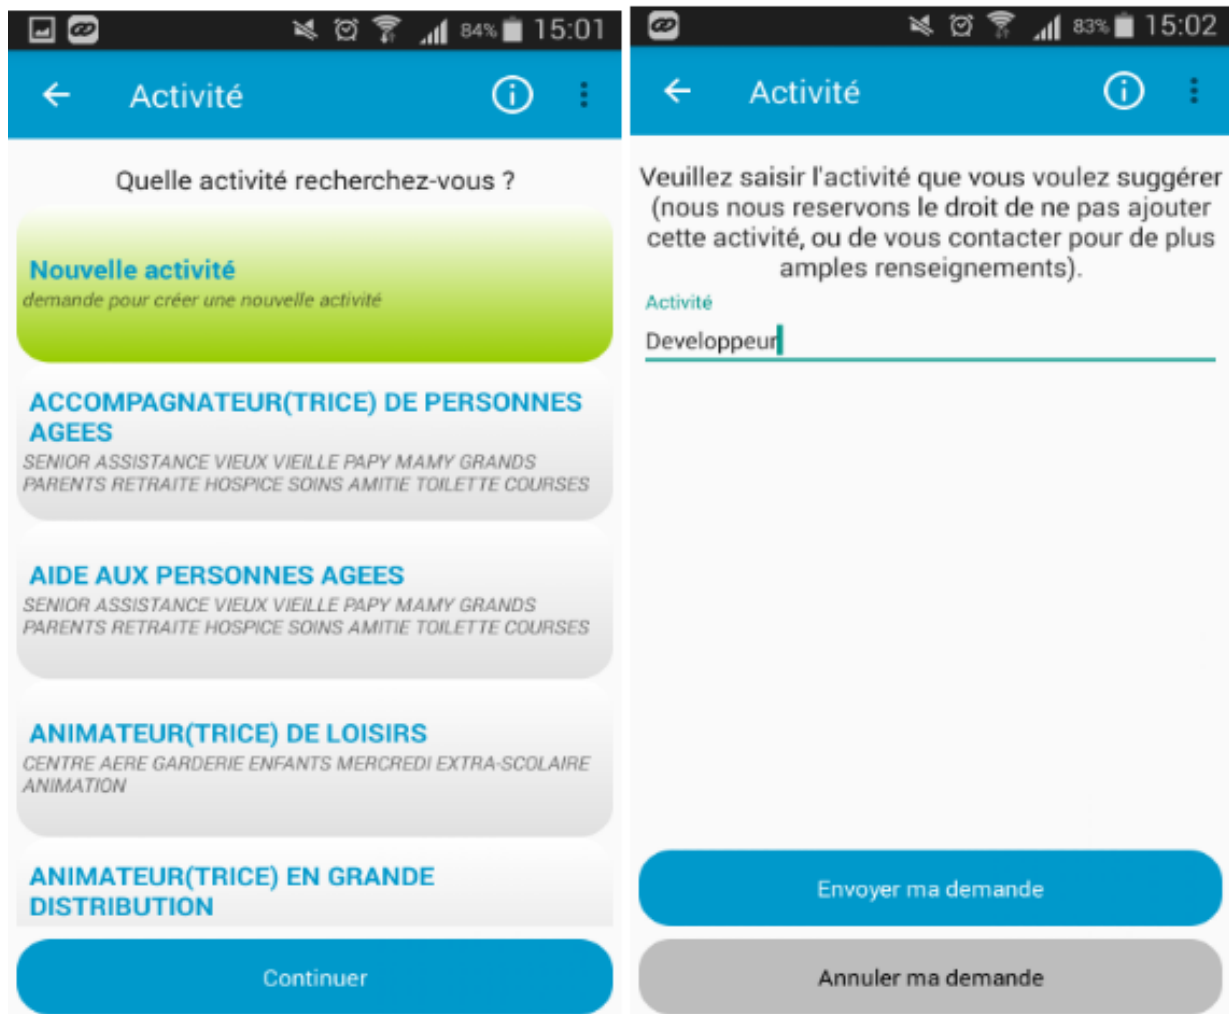 84% 15:01
Activité
Quelle activité recherchez-vous ?
Nouvelle activité
demande pour créer une nouvelle activité
ACCOMPAGNATEUR(TRICE) DE PERSONNES
AGEES
SENIOR ASSISTANCE VIEUX VIEILLE PAPY MAMY GRANDS
PARENTS RETRAITE HOSPICE SOINS AMITIE TOILETTE COURSES
AIDE AUX PERSONNES AGEES
SENIOR ASSISTANCE VIEUX VIEILLE PAPY MAMY GRANDS
PARENTS RETRAITE HOSPICE SOINS AMITIE TOILETTE COURSES
ANIMATEUR(TRICE) DE LOISIRS
CENTRE AERE GARDERIE ENFANTS MERCREDI EXTRA-SCOLAIRE
ANIMATION
ANIMATEUR(TRICE) EN GRANDE
DISTRIBUTION
Continuer
83% 15:02
Activité
Veuillez saisir l'activité que vous voulez suggérer
(nous nous reservons le droit de ne pas ajouter
cette activité, ou de vous contacter pour de plus
amples renseignements).
Activité
Developpeur
Envoyer ma demande
Annuler ma demande